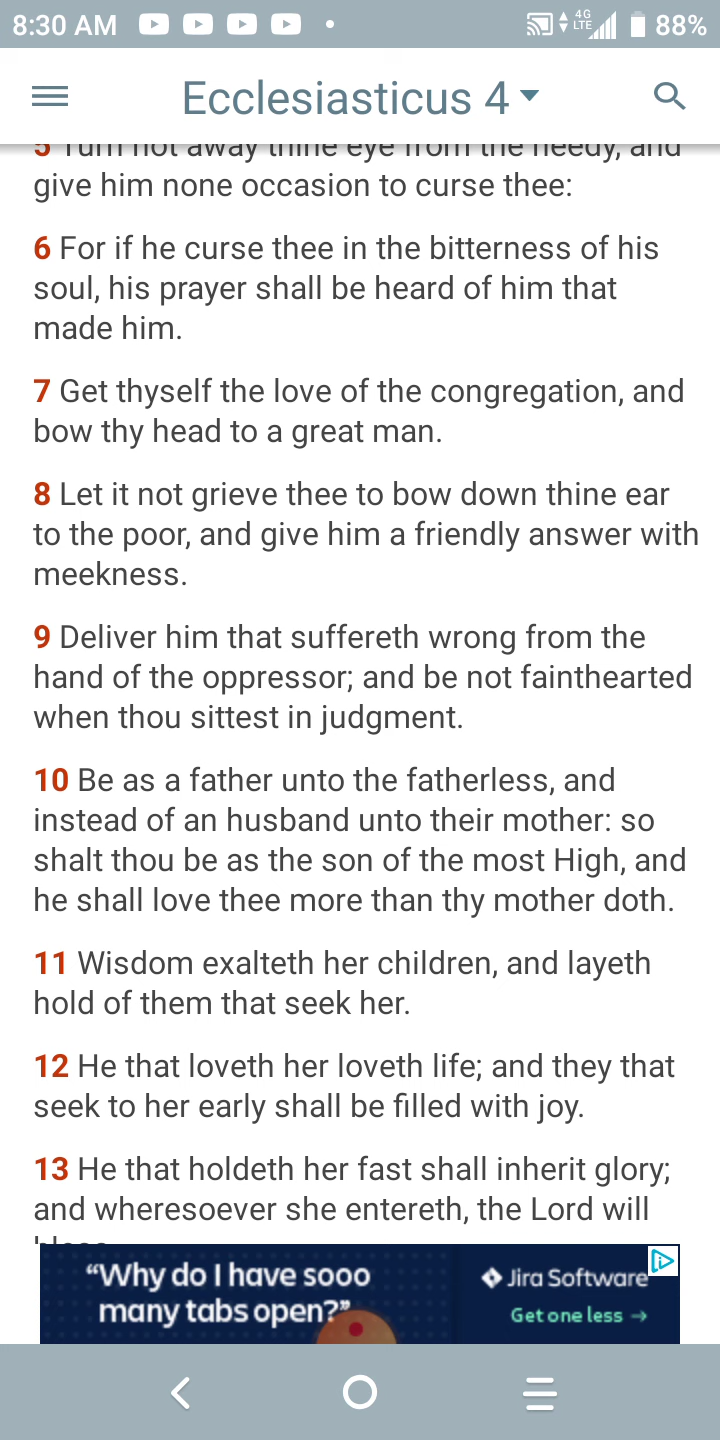 8:30 AM
4G
LTE
88%
Ecclesiasticus 4
5 Turn not away thine eye from the needy, and
give him none occasion to curse thee:
6 For if he curse thee in the bitterness of his
soul, his prayer shall be heard of him that
made him.
7 Get thyself the love of the congregation, and
bow thy head to a great man.
8 Let it not grieve thee to bow down thine ear
to the poor, and give him a friendly answer with
meekness.
9 Deliver him that suffereth wrong from the
hand of the oppressor; and be not fainthearted
when thou sittest in judgment.
10 Be as a father unto the fatherless, and
instead of an husband unto their mother: so
shalt thou be as the son of the most High, and
he shall love thee more than thy mother doth.
11 Wisdom exalteth her children, and layeth
hold of them that seek her.
12 He that loveth her loveth life; and they that
seek to her early shall be filled with joy.
13 He that holdeth her fast shall inherit glory;
and wheresoever she entereth, the Lord will
“Why do I have sooo
many tabs open?”
Jira Software
Get one less →